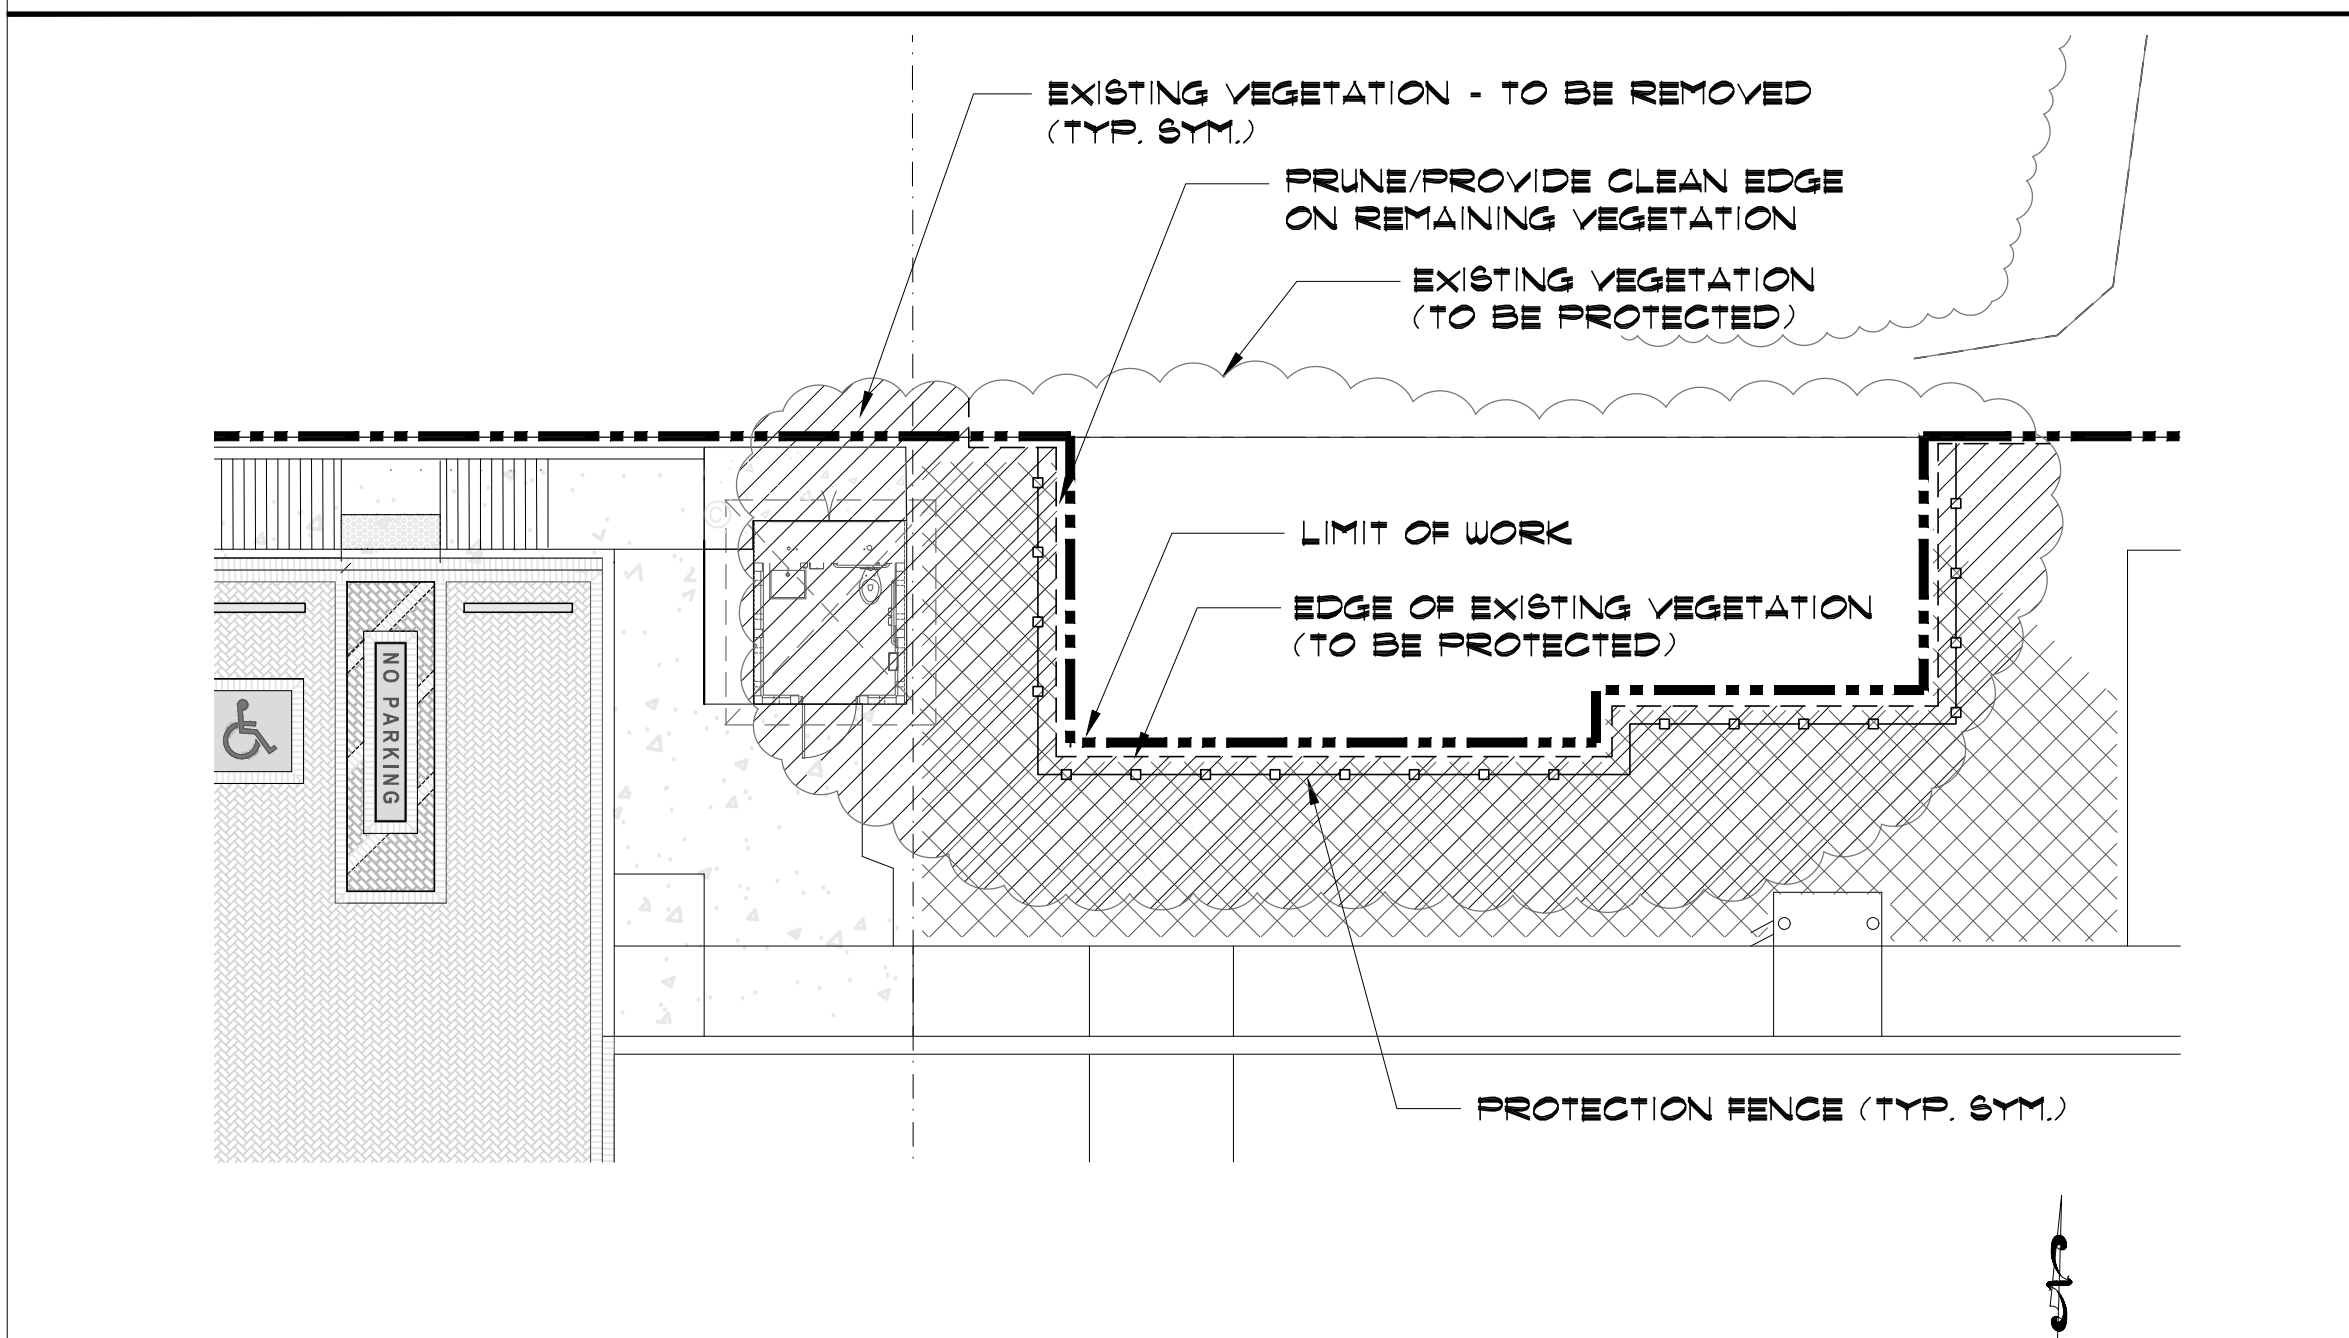 EXISTING VEGETATION - TO BE REMOVED
(TYP. SYM.)
PRUNE/PROVIDE CLEAN EDGE
ON REMAINING VEGETATION
EXISTING VEGETATION
(TO BE PROTECTED)
©
LIMIT OF WORK
EDGE OF EXISTING VEGETATION
(TO BE PROTECTED)
NO PARKING
PROTECTION FENCE (TYP. SYM.)